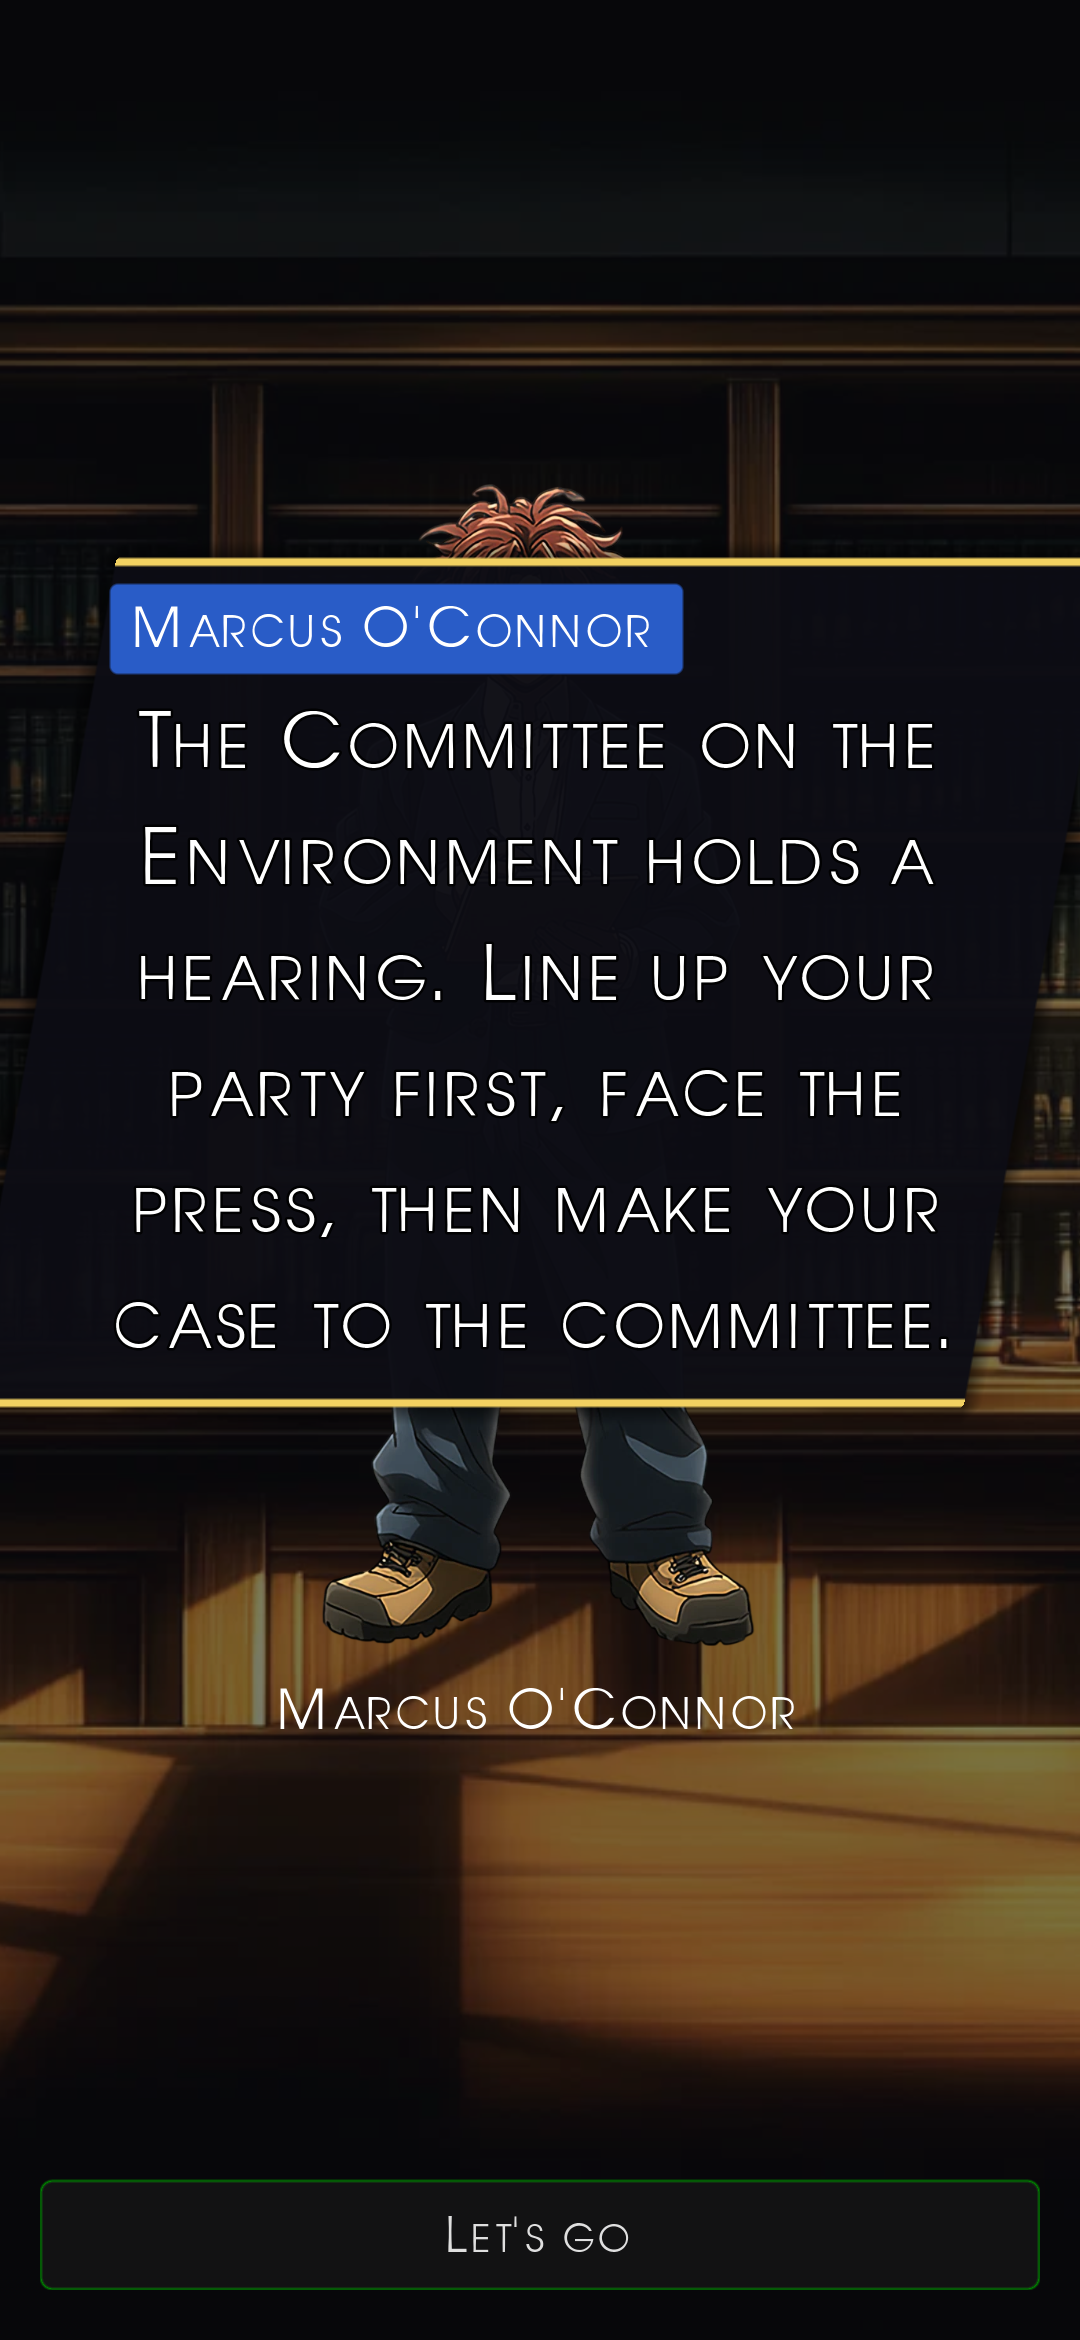 Marcus O'Connor
The Committee on the
Environment holds a
hearing. Line up your
party first, face the
press, then make your
case to the committee.
Marcus O'Connor
Let's go